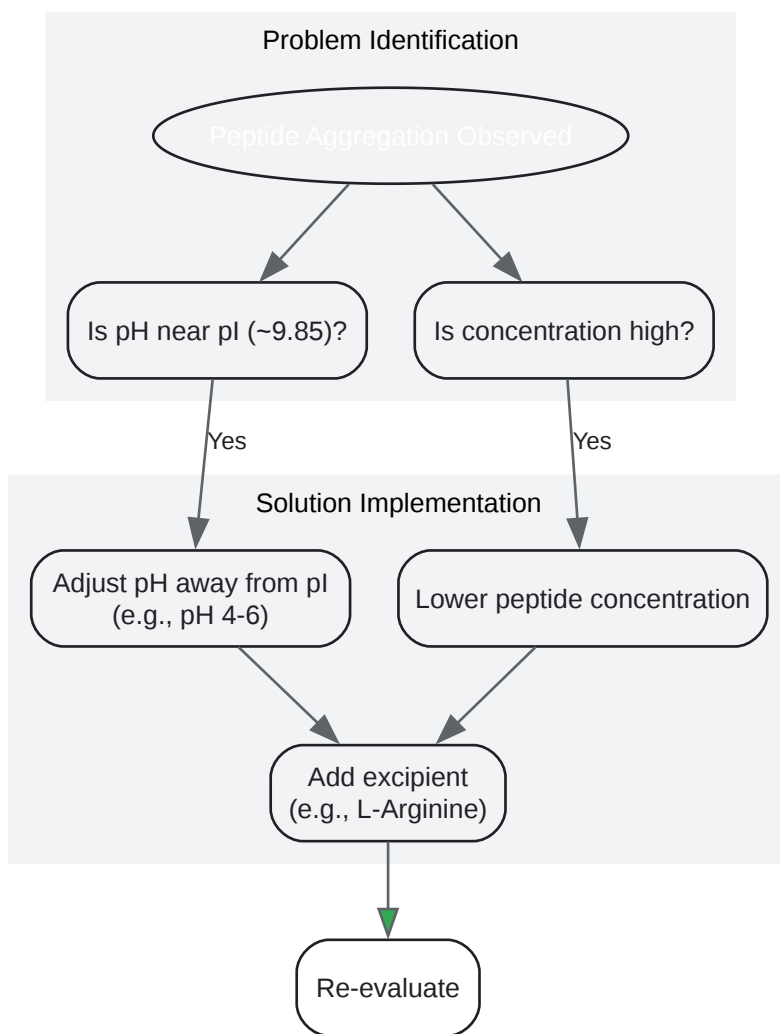 Problem Identification
Peptide Aggregation Observed
Is pH near pI (~9.85)?
Is concentration high?
Yes
Yes
Solution Implementation
Adjust pH away from pI
(e.g., pH 4-6)
Lower peptide concentration
Add excipient
(e.g., L-Arginine)
Re-evaluate